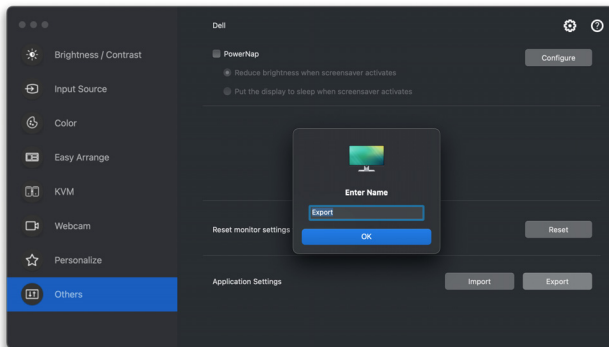 Dell
Brightness / Contrast
Input Source
Color
Easy Arrange
KVM
Webcam
Personalize
Others
PowerNap
Configure
Reduce brightness when screensaver activates
Put the display to sleep when screensaver activates
Enter Name
Export
OK
Reset monitor settings
Reset
Application Settings
Import
Export